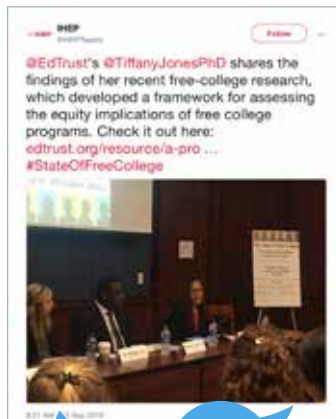 IHEP
Follow
@EdTrust's @TiffanyJonesPhD shares the
findings of her recent free-college research,
which developed a framework for assessing
the equity implications of free college
programs. Check it out here:
edtrust.org/resource/a-pro ...
#StateOfFreeCollege